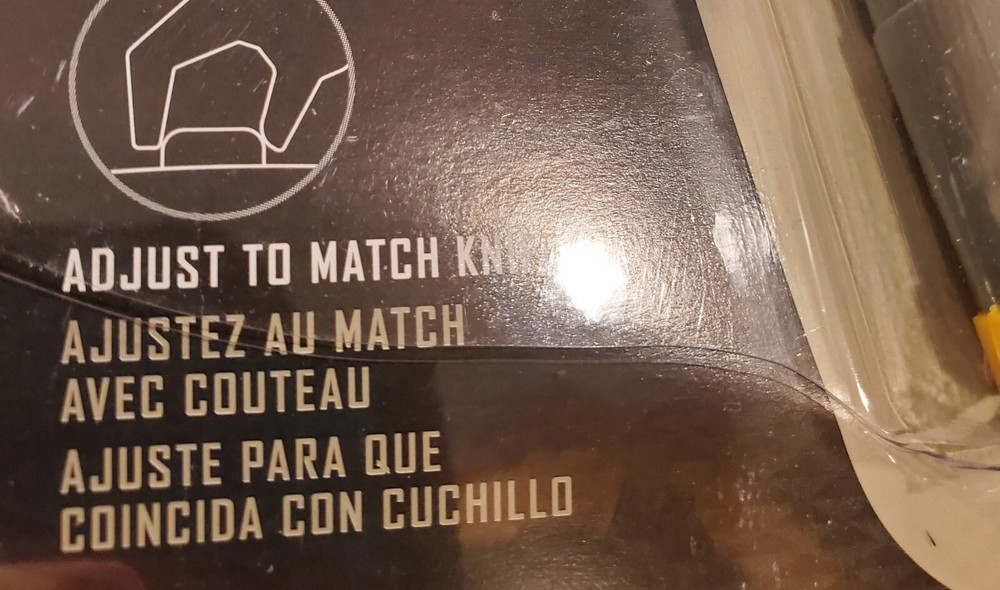 ADJUST TO MATCH
AJUSTEZ AU MATCH
AVEC COUTEAU
AJUSTE PARA QUE
COINCIDA CON CUCHILLO